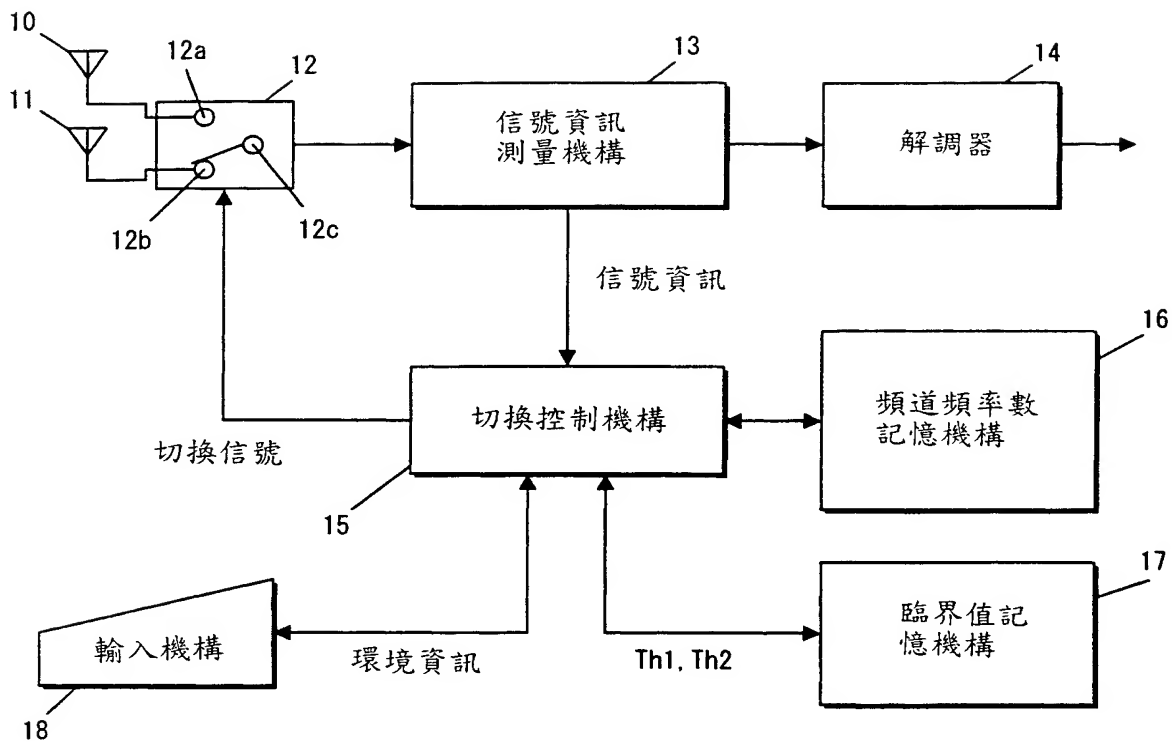 10
12a
12
11
12b
12c
13
信號資訊
測量機構
14
解調器
信號資訊
切換控制機構
15
切換信號
16
頻道頻率數
記憶機構
17
臨界值記
憶機構
Th1, Th2
環境資訊
輸入機構
18